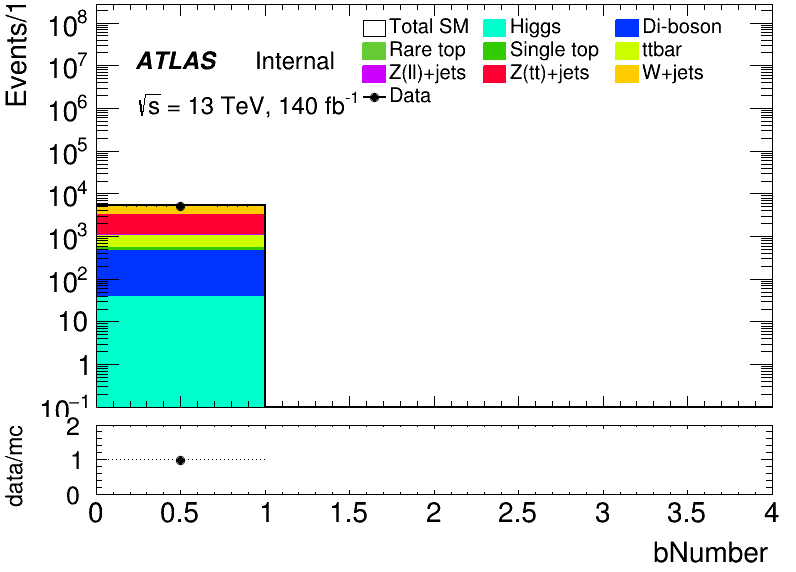 Events/1
10⁸
10⁷
10⁶
10⁵
10⁴
10³
10²
10
1
10⁻¹
ATLAS Internal
√s = 13 TeV, 140 fb⁻¹
Total SM Higgs Di-boson
Rare top Single top ttbar
Z(ll)+jets Z(tt)+jets W+jets
Data
data/mc
2
1
0
0 0.5 1 1.5 2 2.5 3 3.5 4
bNumber